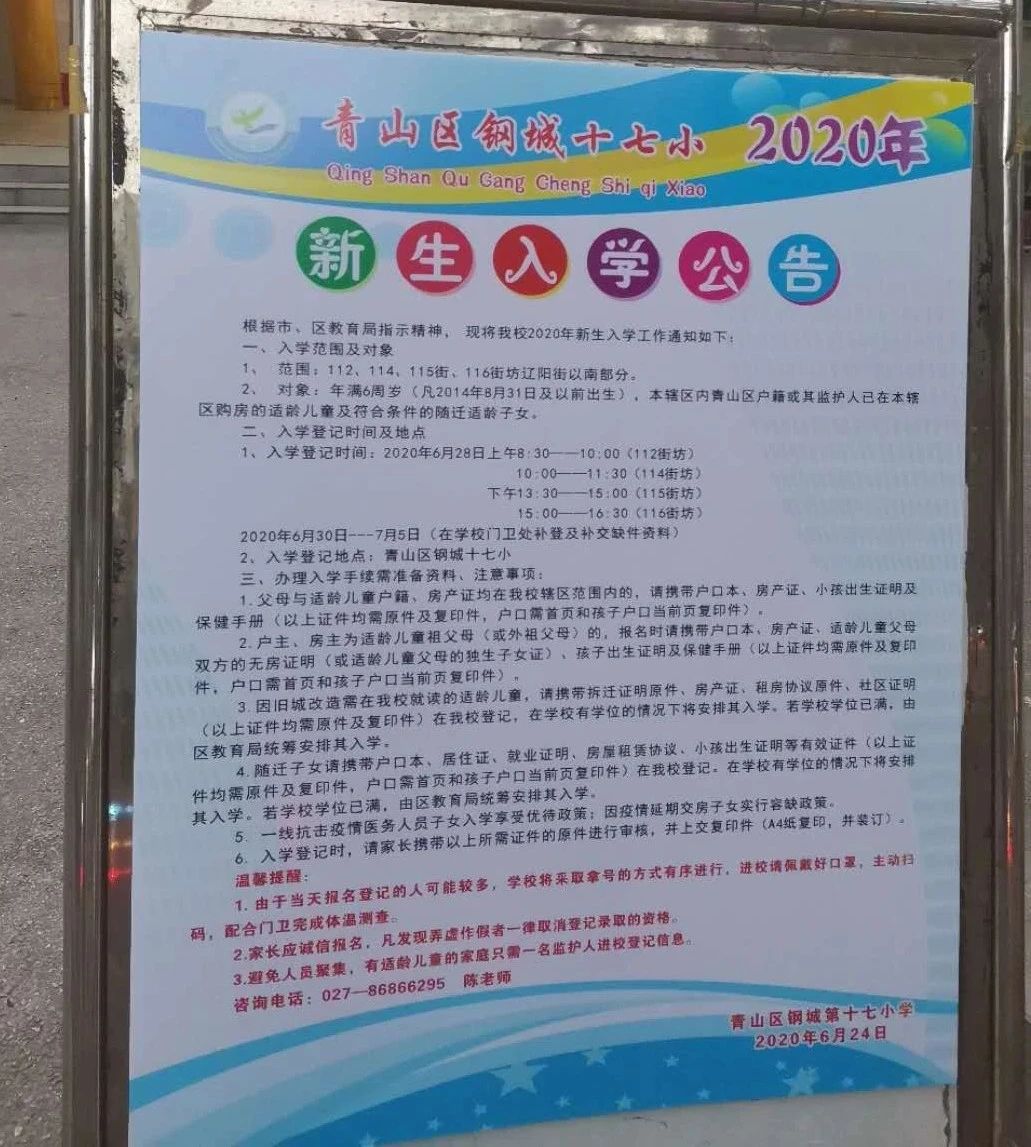 青山区钢城十七小 2020年
Qing Shan Qu Gang Cheng Shi qi Xiao
新生入学公告
根据市、区教育局指示精神，现将我校2020年新生入学工作通知如下：
一、入学范围及对象
1、 范围：112、114、115街、116街坊辽阳街以南部分。
2、 对象：年满6周岁（凡2014年8月31日及以前出生），本辖区内青山区户籍或其监护人已在本辖
区购房的适龄儿童及符合条件的随迁适龄子女。
二、入学登记时间及地点
1、入学登记时间：2020年6月28日上午8:30——10:00（112街坊）
10:00——11:30（114街坊）
下午13:30——15:00（115街坊）
15:00——16:30（116街坊）
2020年6月30日---7月5日（在学校门卫处补登及补交缺件资料）
2、入学登记地点：青山区钢城十七小
三、办理入学手续需准备资料、注意事项：
1.父母与适龄儿童户籍、房产证均在我校辖区范围内的，请携带户口本、房产证、小孩出生证明及
保健手册（以上证件均需原件及复印件，户口需首页和孩子户口当前页复印件）。
2.户主、房主为适龄儿童祖父母（或外祖父母）的，报名时请携带户口本、房产证、适龄儿童父母
双方的无房证明（或适龄儿童父母的独生子女证）、孩子出生证明及保健手册（以上证件均需原件及复印
件，户口需首页和孩子户口当前页复印件）。
3.因旧城改造需在我校就读的适龄儿童，请携带拆迁证明原件、房产证、租房协议原件、社区证明
（以上证件均需原件及复印件）在我校登记，在学校有学位的情况下将安排其入学。若学校学位已满，由
区教育局统筹安排其入学。
4.随迁子女请携带户口本、居住证、就业证明、房屋租赁协议、小孩出生证明等有效证件（以上证
件均需原件及复印件，户口需首页和孩子户口当前页复印件）在我校登记。在学校有学位的情况下将安排
其入学。若学校学位已满，由区教育局统筹安排其入学。
5、一线抗击疫情医务人员子女入学享受优待政策；因疫情延期交房子女实行容缺政策。
6、入学登记时，请家长携带以上所需证件的原件进行审核，并上交复印件（A4纸复印，并装订）。
温馨提醒：
1.由于当天报名登记的人可能较多，学校将采取拿号的方式有序进行，进校请佩戴好口罩，主动扫
码，配合门卫完成体温测查。
2.家长应诚信报名，凡发现弄虚作假者一律取消登记录取的资格。
3.避免人员聚集，有适龄儿童的家庭只需一名监护人进校登记信息。
咨询电话：027—86866295 陈老师
青山区钢城第十七小学
2020年6月24日